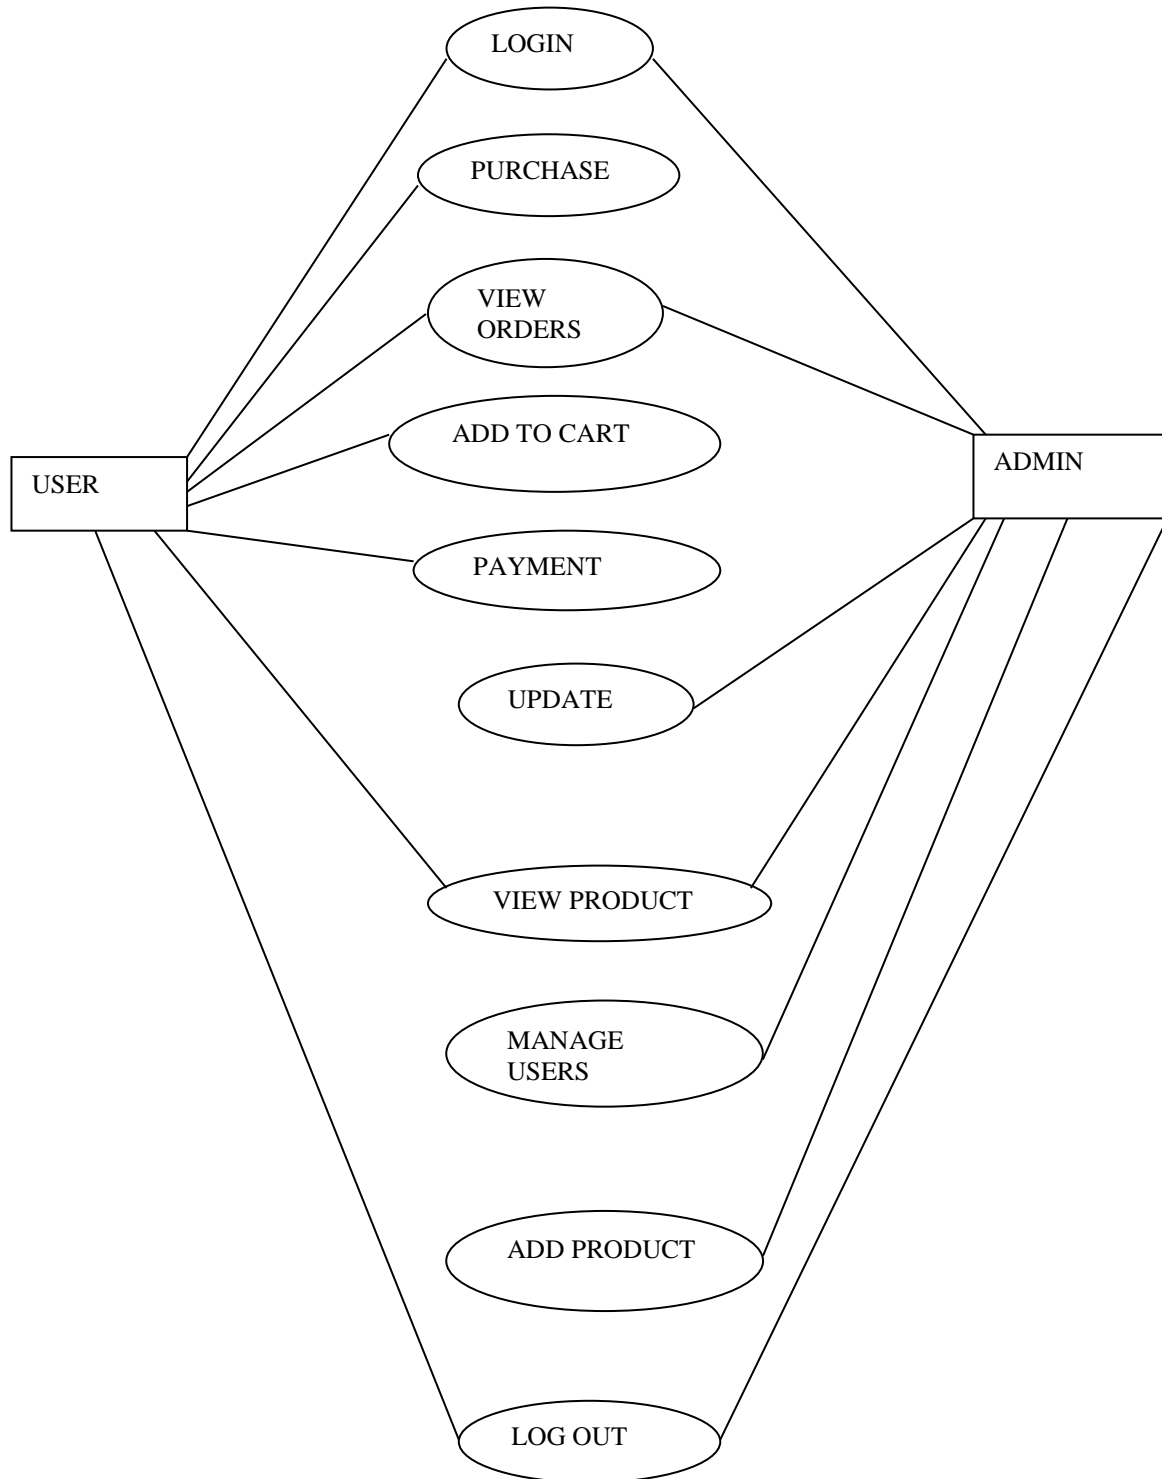 LOGIN
PURCHASE
VIEW
ORDERS
ADD TO CART
USER
ADMIN
PAYMENT
UPDATE
VIEW PRODUCT
MANAGE
USERS
ADD PRODUCT
LOG OUT